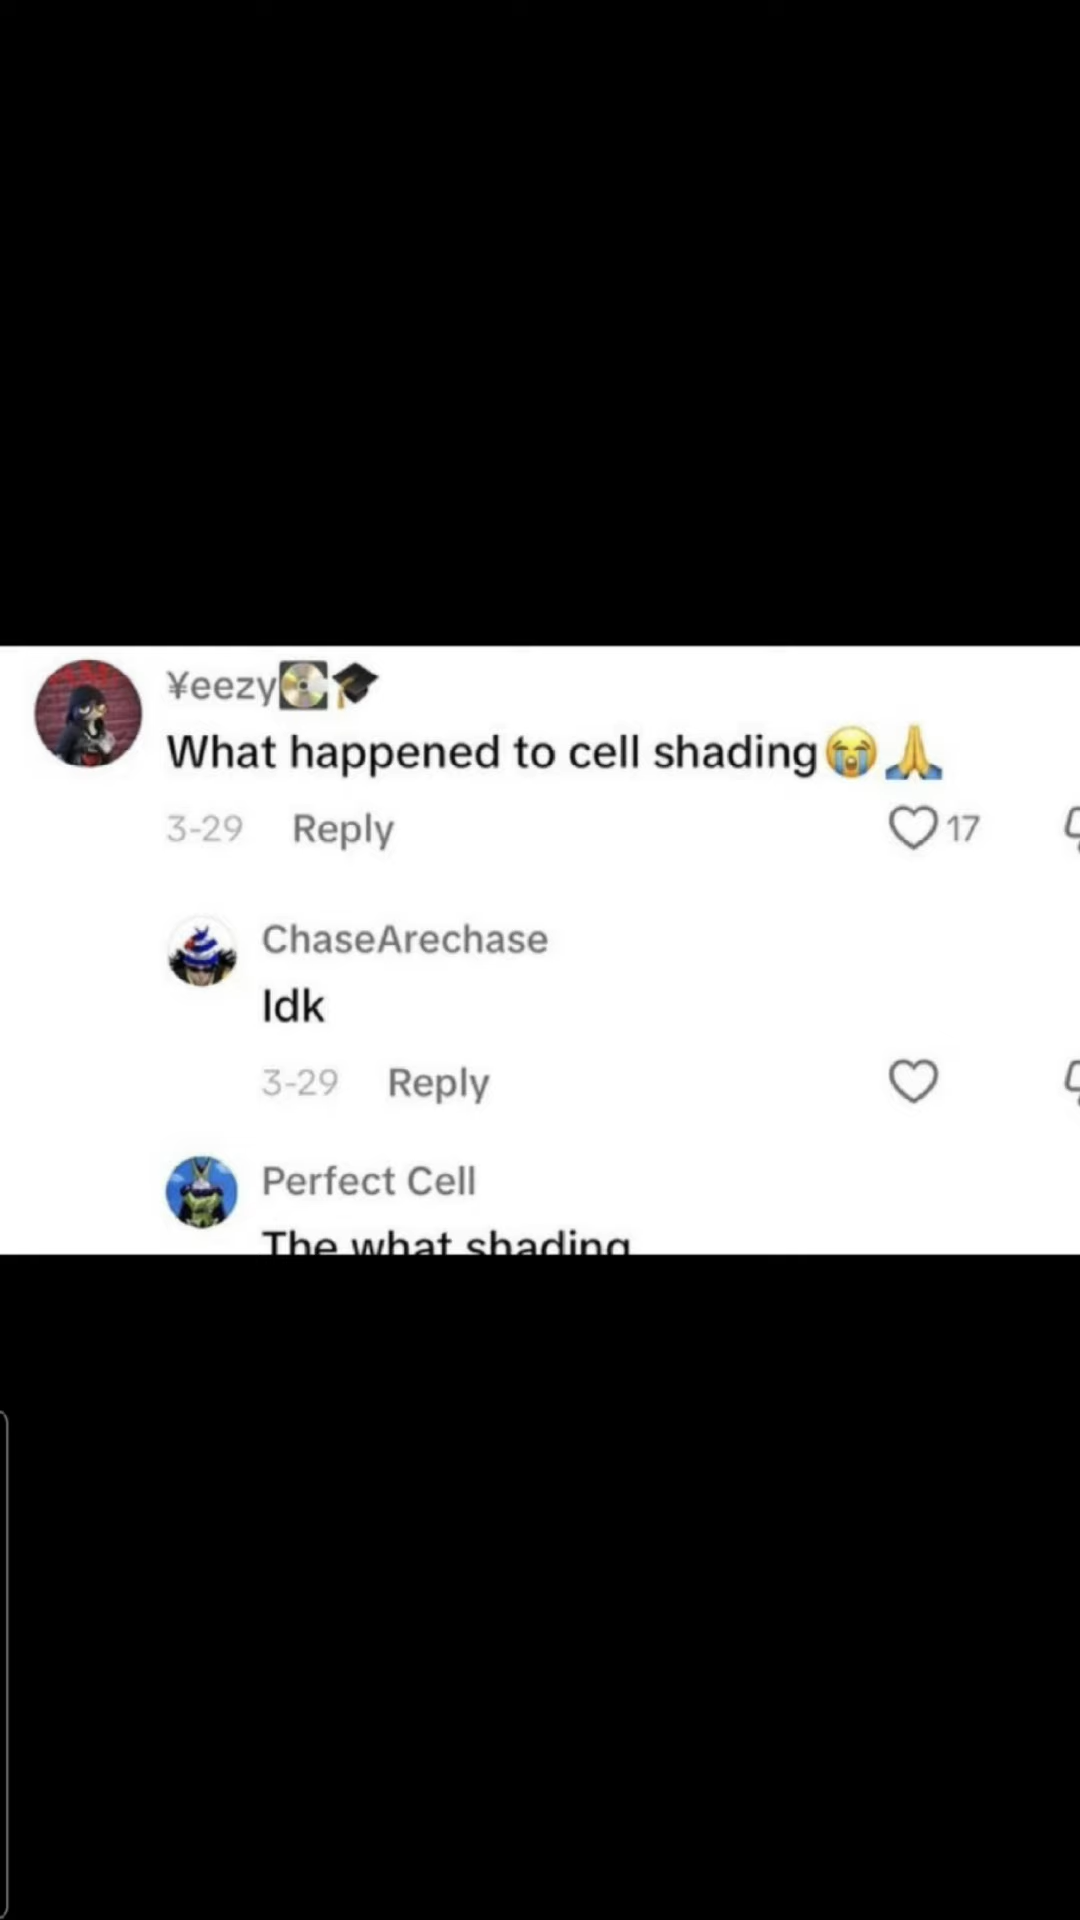 ¥eezy💽🎓
What happened to cell shading😭🙏
3-29 Reply 17
ChaseArechase
Idk
3-29 Reply
Perfect Cell
The what shading